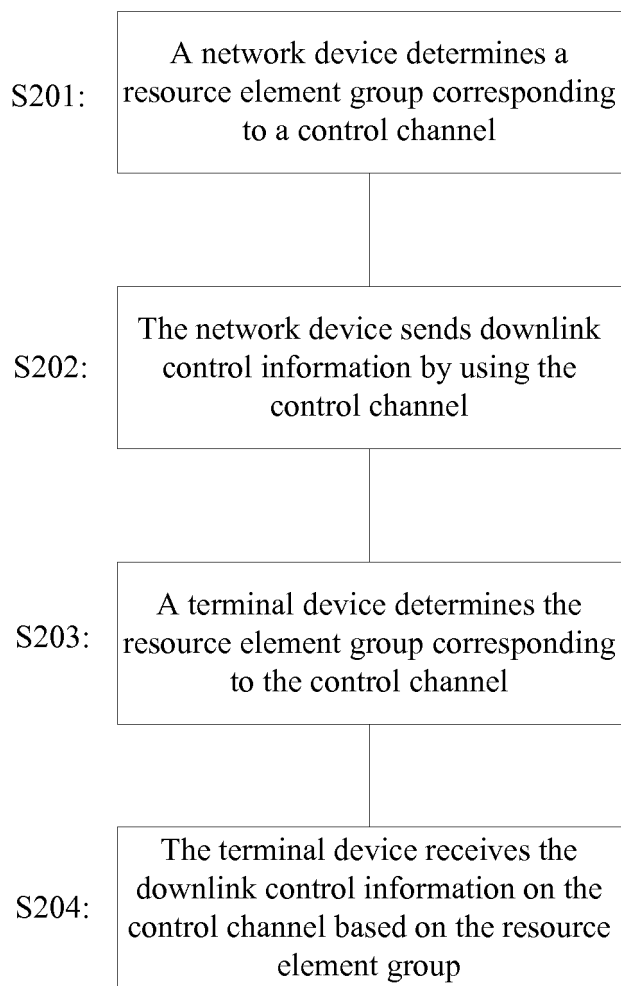 A network device determines a
S201: resource element group corresponding
to a control channel
The network device sends downlink
S202: control information by using the
control channel
A terminal device determines the
S203: resource element group corresponding
to the control channel
The terminal device receives the
downlink control information on the
S204: control channel based on the resource
element group